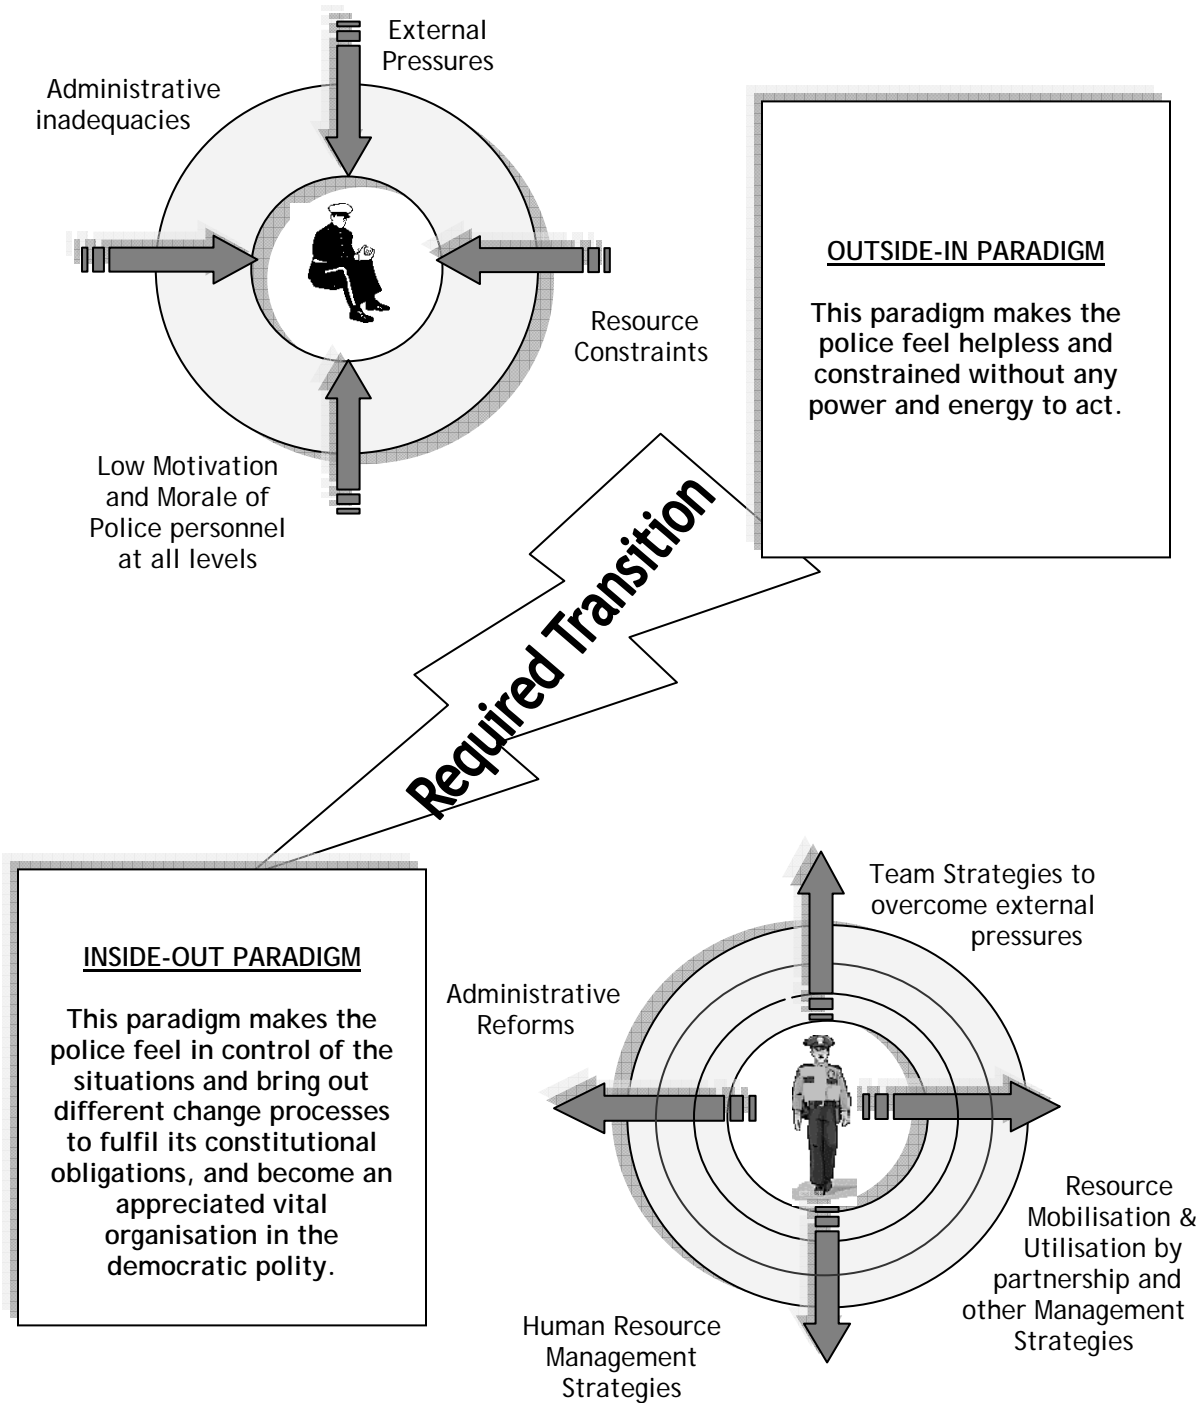 External
Pressures
Administrative
inadequacies
Resource
Constraints
Low Motivation
and Morale of
Police personnel
at all levels
OUTSIDE-IN PARADIGM
This paradigm makes the
police feel helpless and
constrained without any
power and energy to act.
Required Transition
INSIDE-OUT PARADIGM
This paradigm makes the
police feel in control of the
situations and bring out
different change processes
to fulfil its constitutional
obligations, and become an
appreciated vital
organisation in the
democratic polity.
Team Strategies to
overcome external
pressures
Administrative
Reforms
Resource
Mobilisation &
Utilisation by
partnership and
other Management
Strategies
Human Resource
Management
Strategies